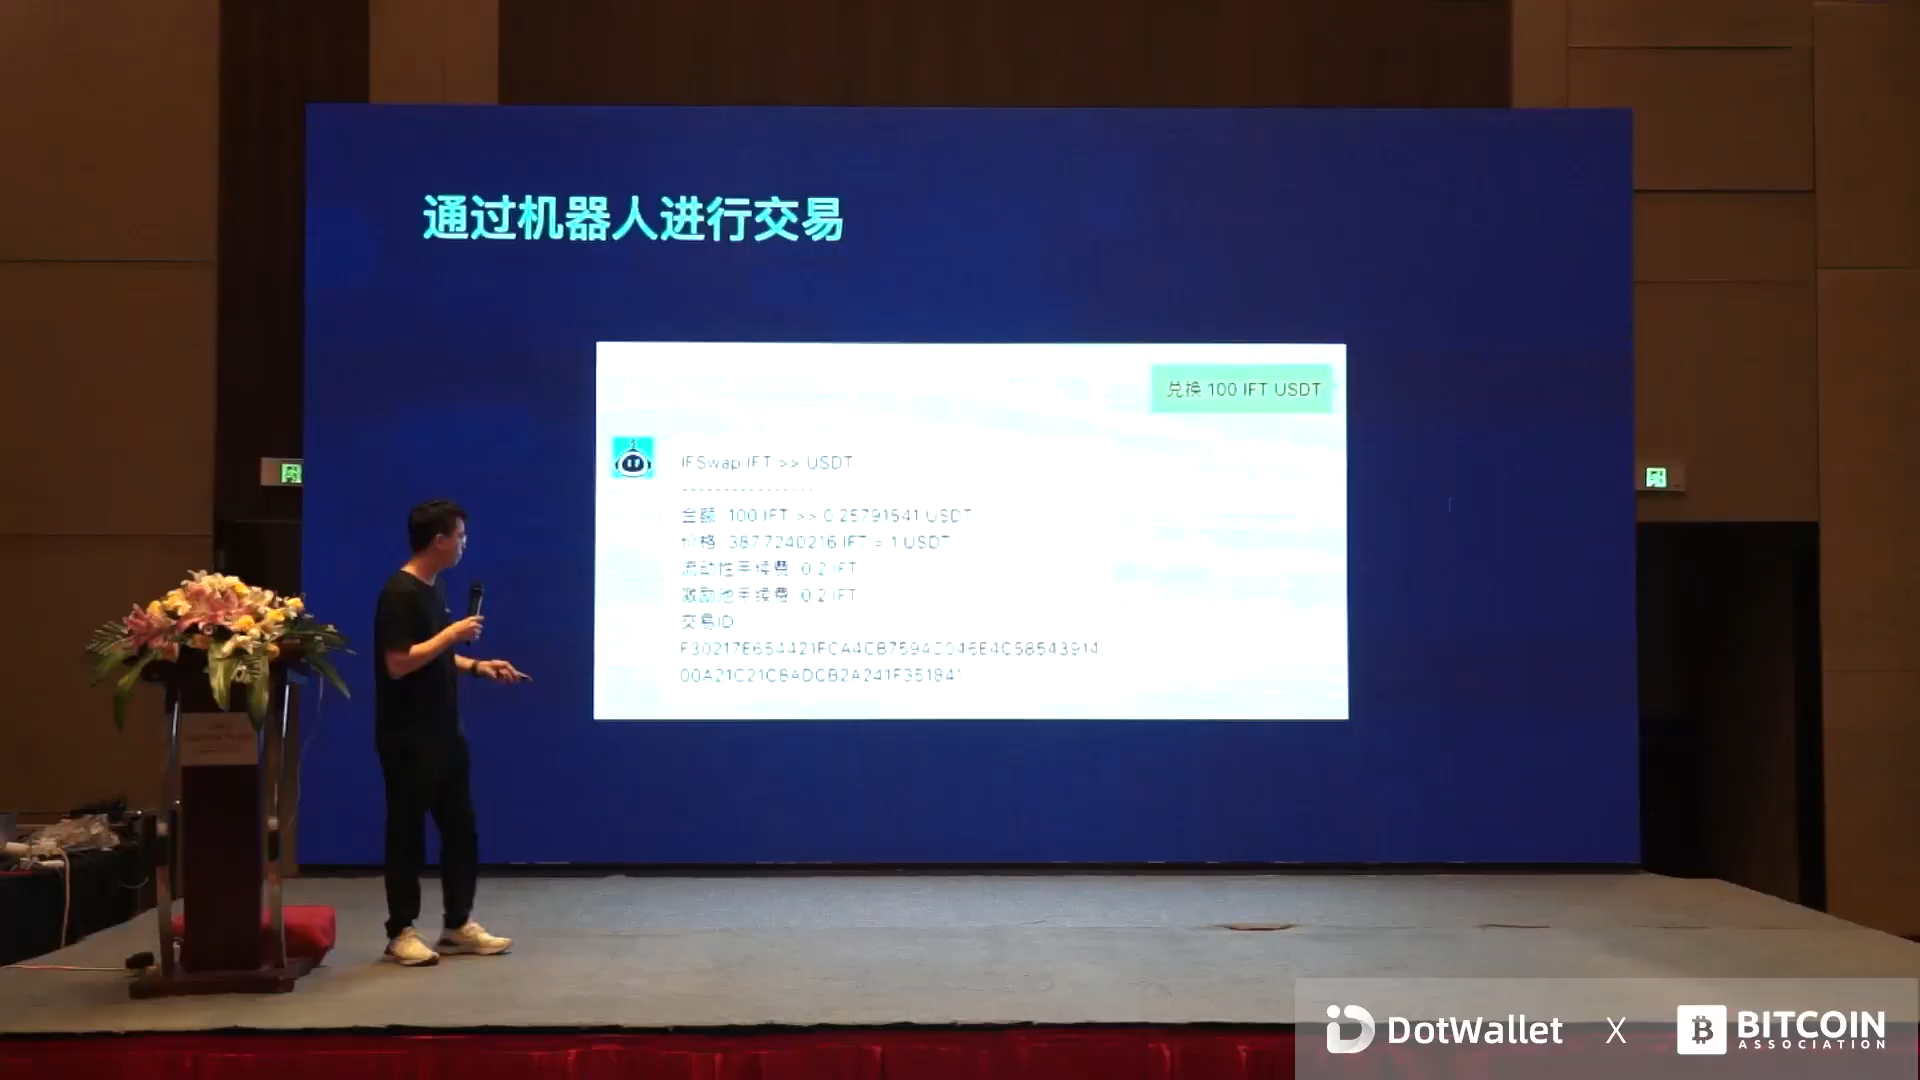 通过机器人进行交易
兑换 100 IFT USDT
IFSwap IFT >> USDT
----------------
金额: 100 IFT >> 0.25791541 USDT
价格: 387.7240216 IFT = 1 USDT
流动性手续费: 0.2 IFT
激励池手续费: 0.2 IFT
交易ID
DotWallet X BITCOIN
ASSOCIATION